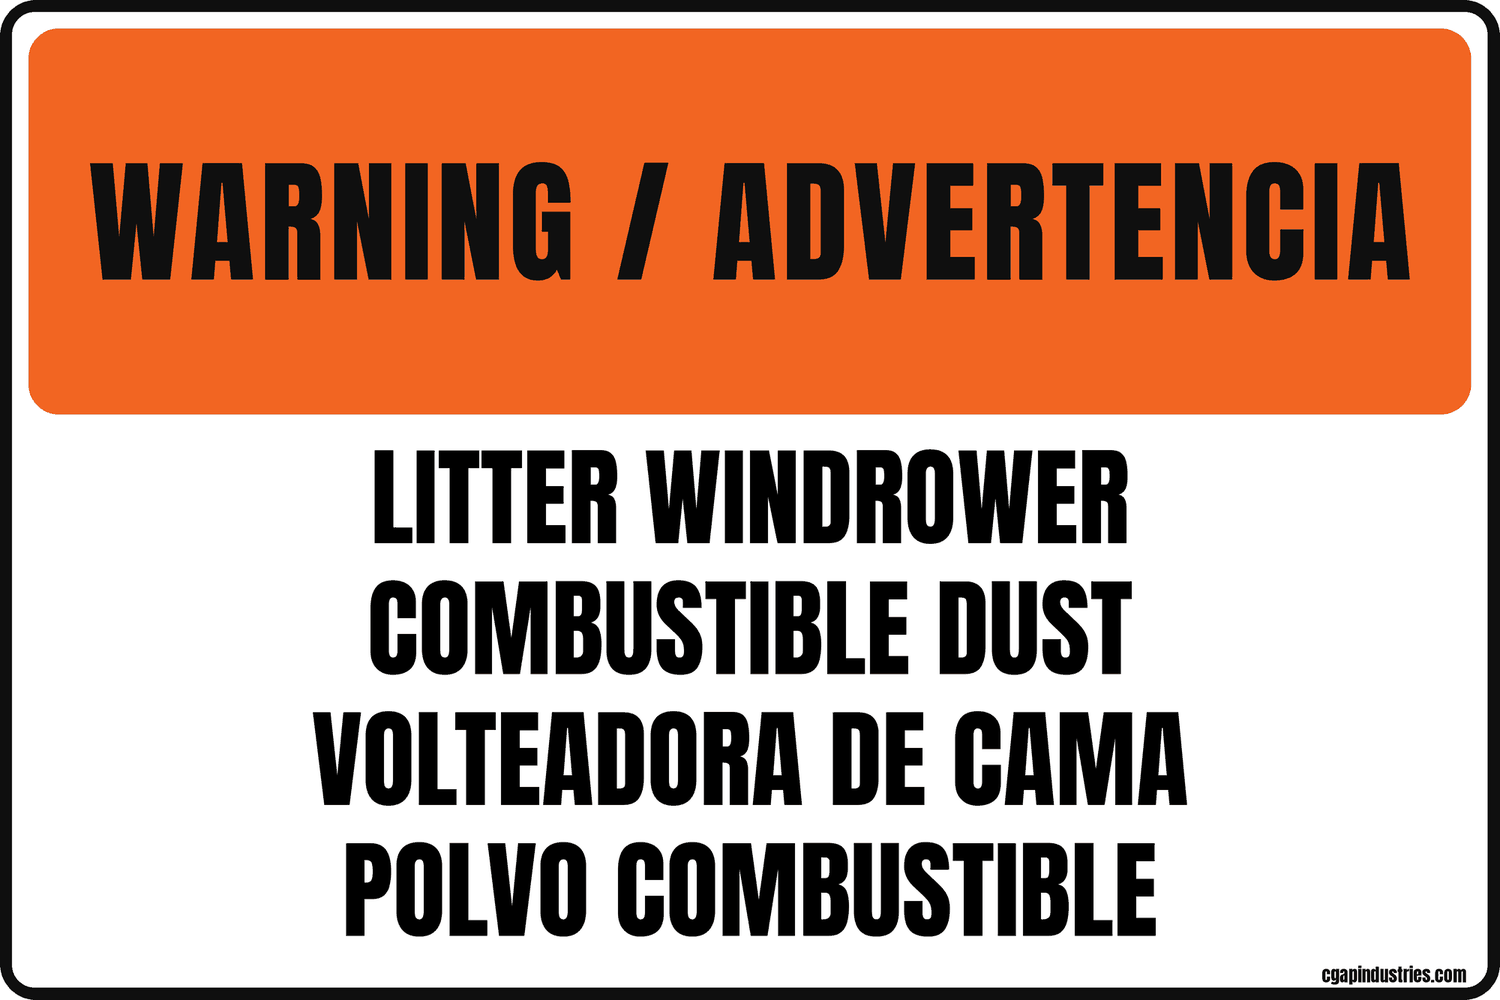 WARNING / ADVERTENCIA
LITTER WINDROWER
COMBUSTIBLE DUST
VOLTEADORA DE CAMA
POLVO COMBUSTIBLE
cgapindustries.com